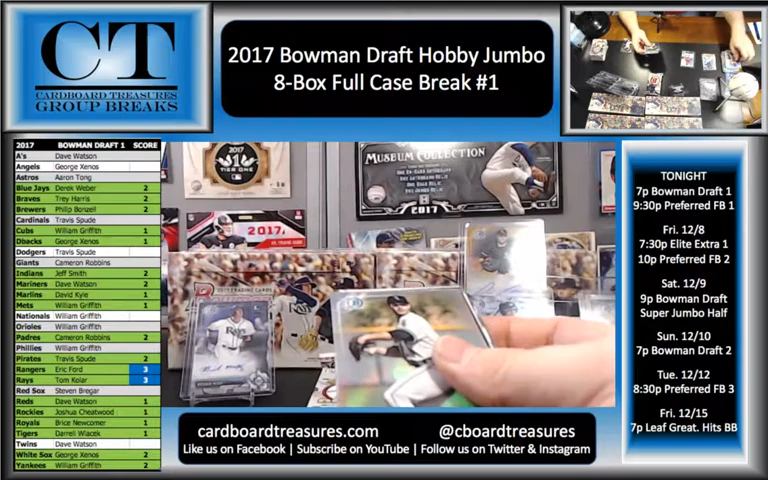 CT
CARDBOARD TREASURES
GROUP BREAKS
2017 Bowman Draft Hobby Jumbo
8-Box Full Case Break #1
2017 BOWMAN DRAFT 1 SCORE
A's Dave Watson
Angels George Xenos
Astros Aaron Tong
Blue Jays Derek Weber 2
Braves Trey Harris 2
Brewers Philip Bonzell 2
Cardinals Travis Spude
Cubs William Griffith 1
Dbacks George Xenos 1
Dodgers Travis Spude
Giants Cameron Robbins
Indians Jeff Smith 2
Mariners Dave Watson 2
Marlins David Kyle 1
Mets William Griffith 1
Nationals William Griffith
Orioles William Griffith
Padres Cameron Robbins 2
Phillies William Griffith
Pirates Travis Spude 2
Rangers Eric Ford 3
Rays Tom Kolar 3
Red Sox Steven Bregar
Reds Dave Watson 1
Rockies Joshua Cheatwood 1
Royals Brice Newcomer 1
Tigers Darrell Wiacek 1
Twins Dave Watson
White Sox George Xenos 2
Yankees William Griffith 2
2017
TIER ONE
MUSEUM COLLECTION
2017
2017
TRADING CARDS
Rays
TONIGHT
7p Bowman Draft 1
9:30p Preferred FB 1
Fri. 12/8
7:30p Elite Extra 1
10p Preferred FB 2
Sat. 12/9
9p Bowman Draft
Super Jumbo Half
Sun. 12/10
7p Bowman Draft 2
Tue. 12/12
8:30p Preferred FB 3
Fri. 12/15
7p Leaf Great. Hits BB
cardboardtreasures.com @cboardtreasures
Like us on Facebook | Subscribe on YouTube | Follow us on Twitter & Instagram